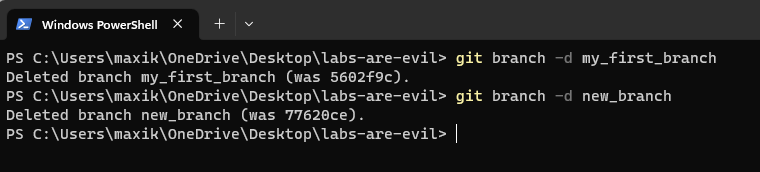 Windows PowerShell
PS C:\Users\maxik\OneDrive\Desktop\labs-are-evil> git branch -d my_first_branch
Deleted branch my_first_branch (was 5602f9c).
PS C:\Users\maxik\OneDrive\Desktop\labs-are-evil> git branch -d new_branch
Deleted branch new_branch (was 77620ce).
PS C:\Users\maxik\OneDrive\Desktop\labs-are-evil>